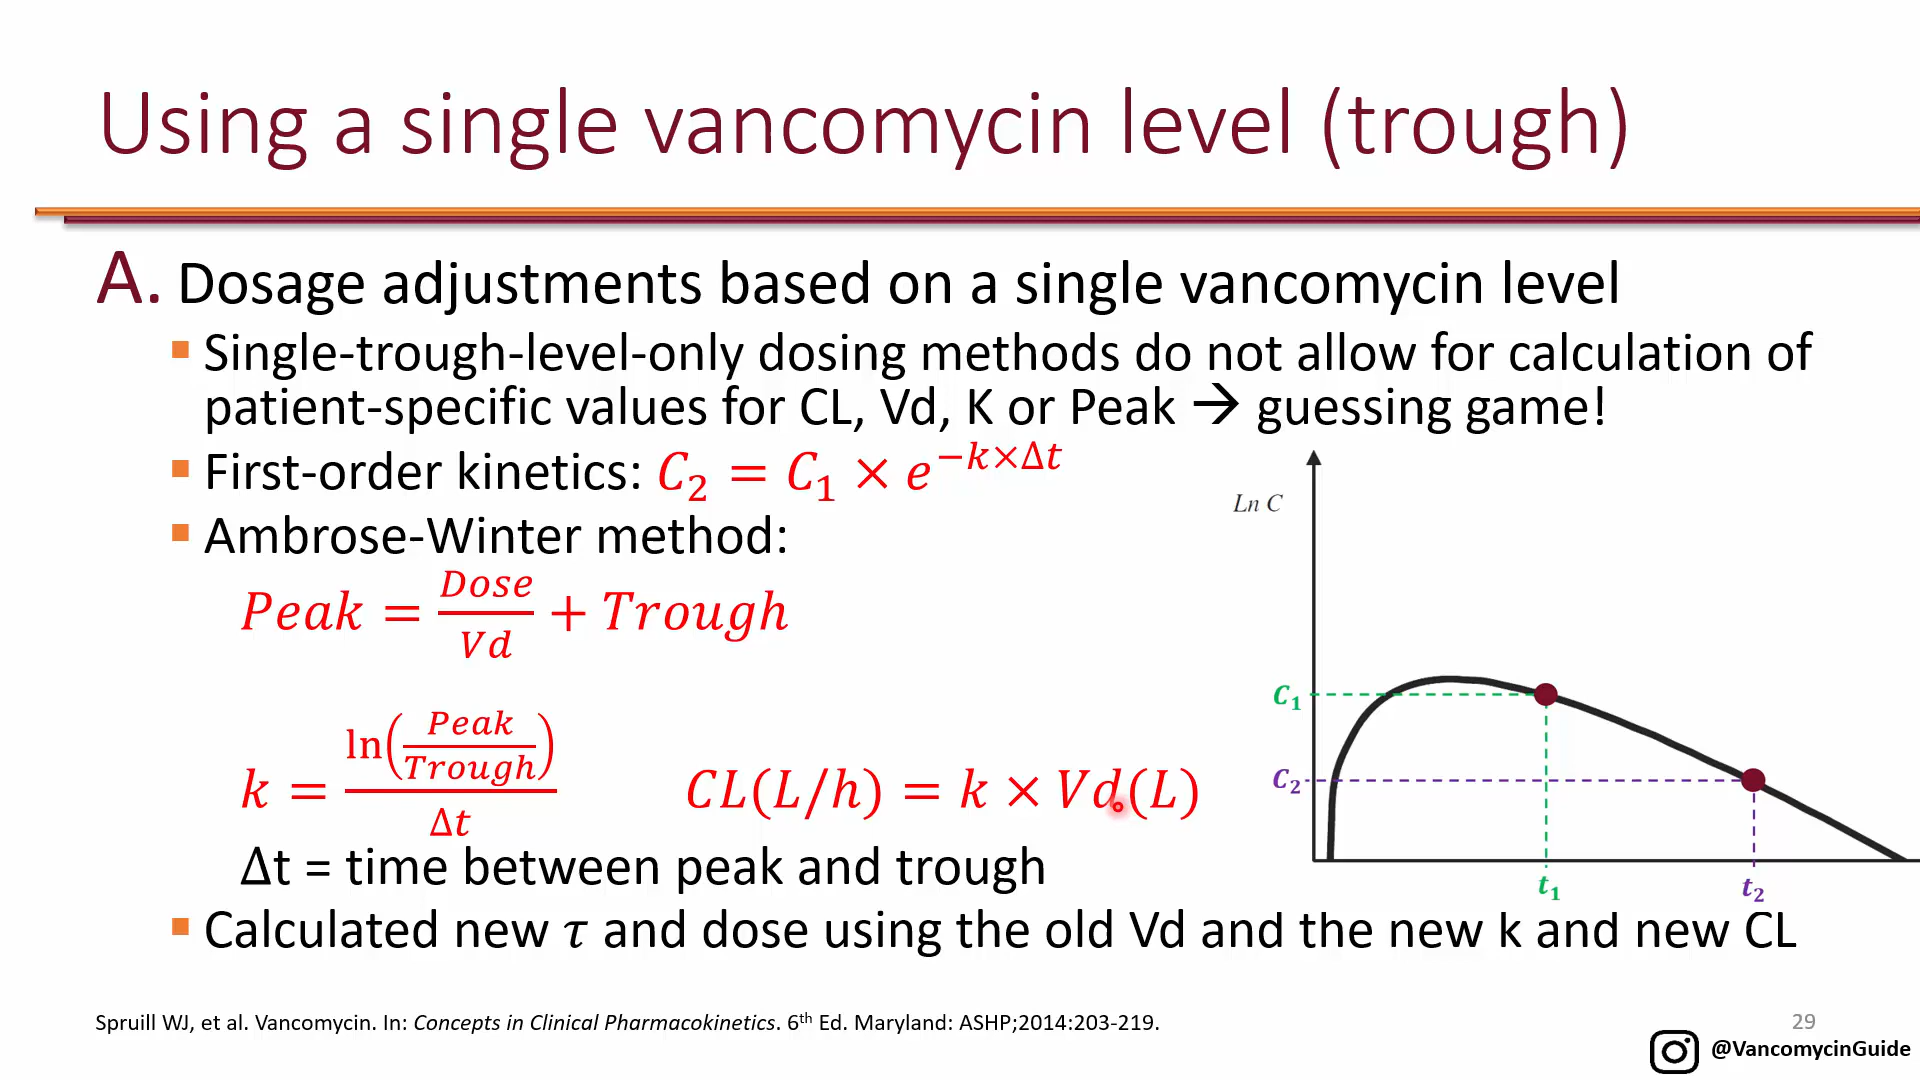 Using a single vancomycin level (trough)
A. Dosage adjustments based on a single vancomycin level
▪ Single-trough-level-only dosing methods do not allow for calculation of
patient-specific values for CL, Vd, K or Peak → guessing game!
▪ First-order kinetics: C₂ = C₁ × e^(−k×Δt)
▪ Ambrose-Winter method:
Peak = Dose/Vd + Trough
k = ln(Peak/Trough)/Δt CL(L/h) = k × Vd(L)
Δt = time between peak and trough
▪ Calculated new τ and dose using the old Vd and the new k and new CL
Ln C
C₁
C₂
t₁ t₂
Spruill WJ, et al. Vancomycin. In: Concepts in Clinical Pharmacokinetics. 6th Ed. Maryland: ASHP;2014:203-219.
29
@VancomycinGuide